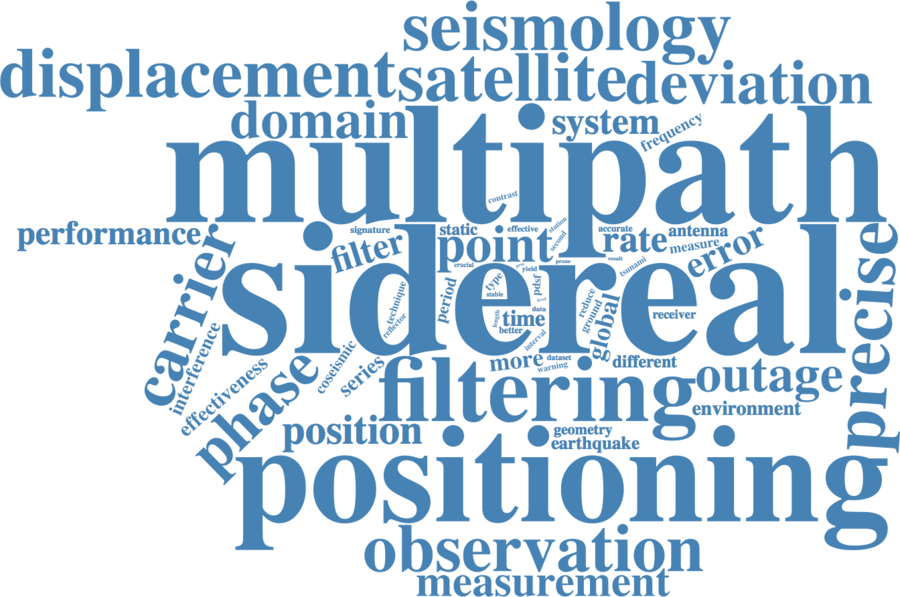 seismology
displacement
satellite
deviation
domain
system
frequency
multipath
contrast
performance
signature
static
effective
station
second
accurate
antenna
carrier
filter
point
rate
measure
error
precise
sidereal
crucial
yield
prone
result
tsunami
type
stable
pdsf
level
period
technique
reflector
length
time
data
better
interval
reduce
ground
global
receiver
interference
effectiveness
phase
coseismic
series
more
dataset
warning
different
filtering
outage
environment
position
geometry
earthquake
positioning
observation
measurement